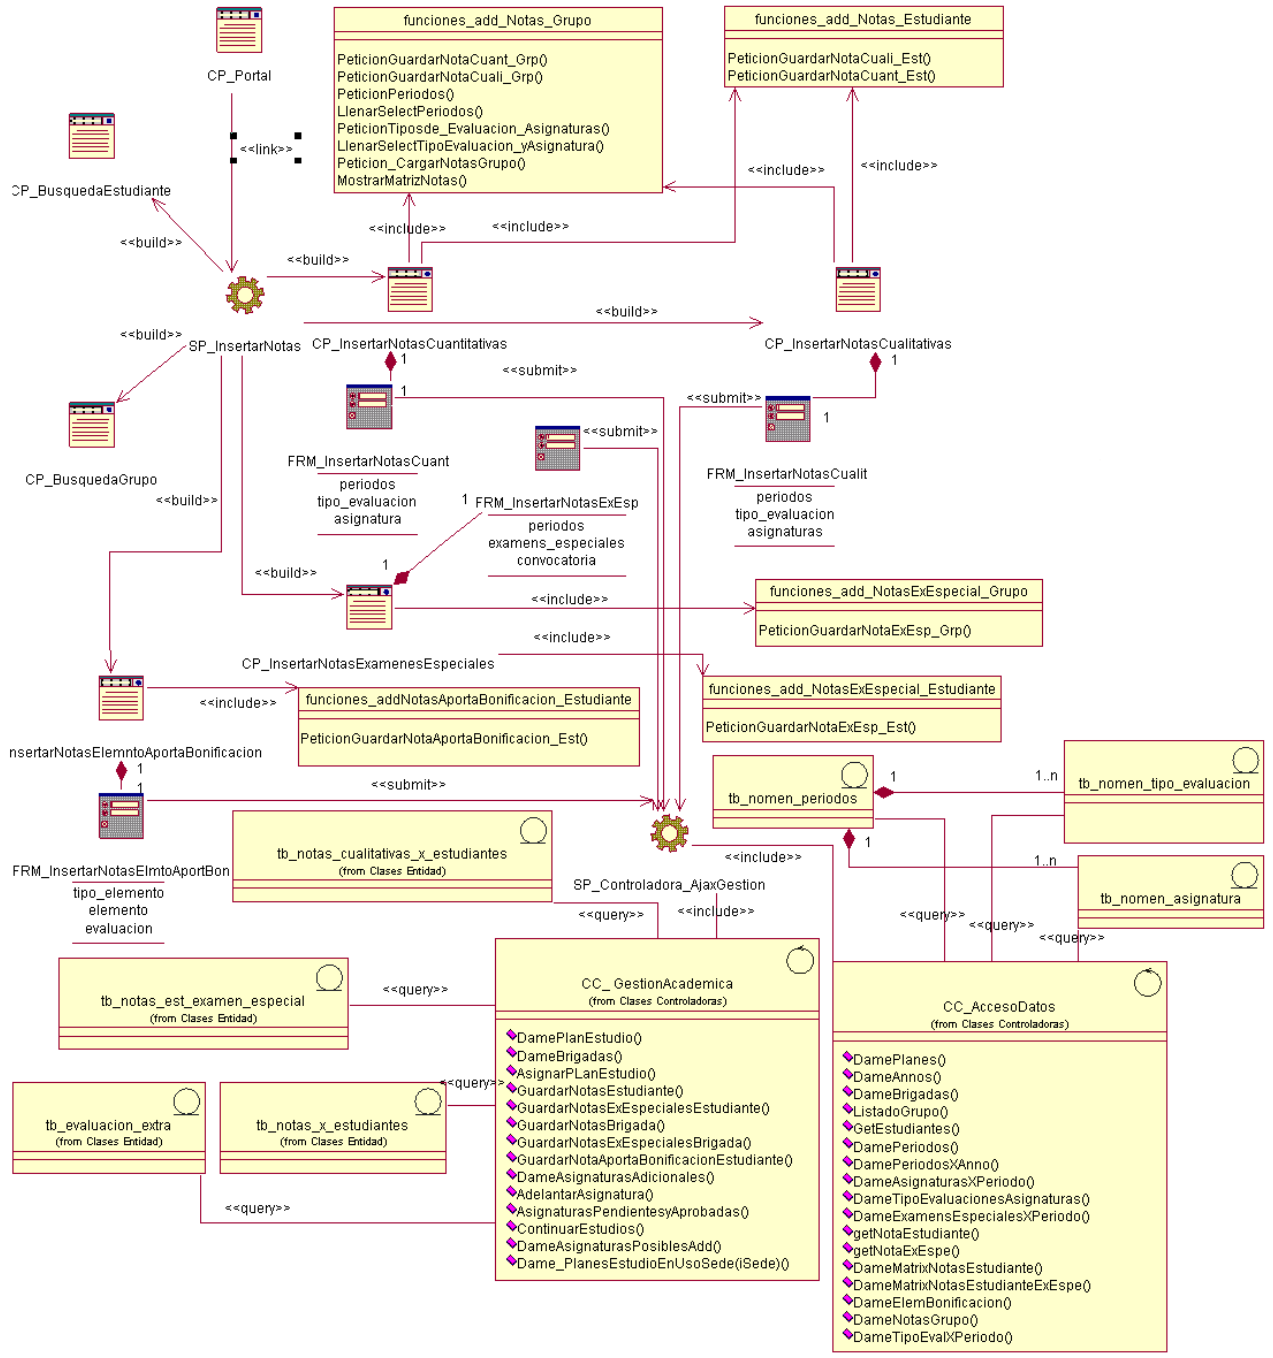 CP_Portal
<<link>>
funciones_add_Notas_Grupo
PeticionGuardarNotaCuant_Grp()
PeticionGuardarNotaCuali_Grp()
PeticionPeriodos()
LlenarSelectPeriodos()
PeticionTiposde_Evaluacion_Asignaturas()
LlenarSelectTipoEvaluacion_yAsignatura()
Peticion_CargarNotasGrupo()
MostrarMatrizNotas()
funciones_add_Notas_Estudiante
PeticionGuardarNotaCuali_Est()
PeticionGuardarNotaCuant_Est()
<<include>>
<<include>>
CP_BusquedaEstudiante
<<include>>
<<include>>
<<build>>
<<build>>
<<build>>
<<build>>
SP_InsertarNotas
CP_InsertarNotasCuantitativas
CP_InsertarNotasCualitativas
1
1
<<submit>>
1
<<submit>>
1
<<submit>>
FRM_InsertarNotasCuant
periodos
tipo_evaluacion
asignatura
FRM_InsertarNotasCualit
periodos
tipo_evaluacion
asignaturas
CP_BusquedaGrupo
<<build>>
1
FRM_InsertarNotasExEsp
periodos
examens_especiales
convocatoria
<<build>>
1
<<include>>
funciones_add_NotasExEspecial_Grupo
PeticionGuardarNotaExEsp_Grp()
<<include>>
CP_InsertarNotasExamenesEspeciales
funciones_add_NotasExEspecial_Estudiante
PeticionGuardarNotaExEsp_Est()
<<include>>
funciones_addNotasAportaBonificacion_Estudiante
PeticionGuardarNotaAportaBonificacion_Est()
nsertarNotasElemntoAportaBonificacion
1
1
<<submit>>
FRM_InsertarNotasElmtoAportBon
tipo_elemento
elemento
evaluacion
tb_nomen_periodos
1
1..n
tb_nomen_tipo_evaluacion
1
1..n
tb_nomen_asignatura
<<include>>
tb_notas_cualitativas_x_estudiantes
(from Clases Entidad)
SP_Controladora_AjaxGestion
<<query>>
<<include>>
<<query>>
<<query>>
tb_notas_est_examen_especial
(from Clases Entidad)
<<query>>
CC_ GestionAcademica
(from Clases Controladoras)
DamePlanEstudio()
DameBrigadas()
AsignarPLanEstudio()
GuardarNotasEstudiante()
GuardarNotasExEspecialesEstudiante()
GuardarNotasBrigada()
GuardarNotasExEspecialesBrigada()
GuardarNotaAportaBonificacionEstudiante()
DameAsignaturasAdicionales()
AdelantarAsignatura()
AsignaturasPendientesyAprobadas()
ContinuarEstudios()
DameAsignaturasPosiblesAdd()
Dame_PlanesEstudioEnUsoSede(iSede)()
CC_AccesoDatos
(from Clases Controladoras)
DamePlanes()
DameAnnos()
DameBrigadas()
ListadoGrupo()
GetEstudiantes()
DamePeriodos()
DamePeriodosXAnno()
DameAsignaturasXPeriodo()
DameTipoEvaluacionesAsignaturas()
DameExamensEspecialesXPeriodo()
getNotaEstudiante()
getNotaExEspe()
DameMatrixNotasEstudiante()
DameMatrixNotasEstudianteExEspe()
DameElemBonificacion()
DameNotasGrupo()
DameTipoEvalXPeriodo()
<<query>>
tb_evaluacion_extra
(from Clases Entidad)
tb_notas_x_estudiantes
(from Clases Entidad)
<<query>>